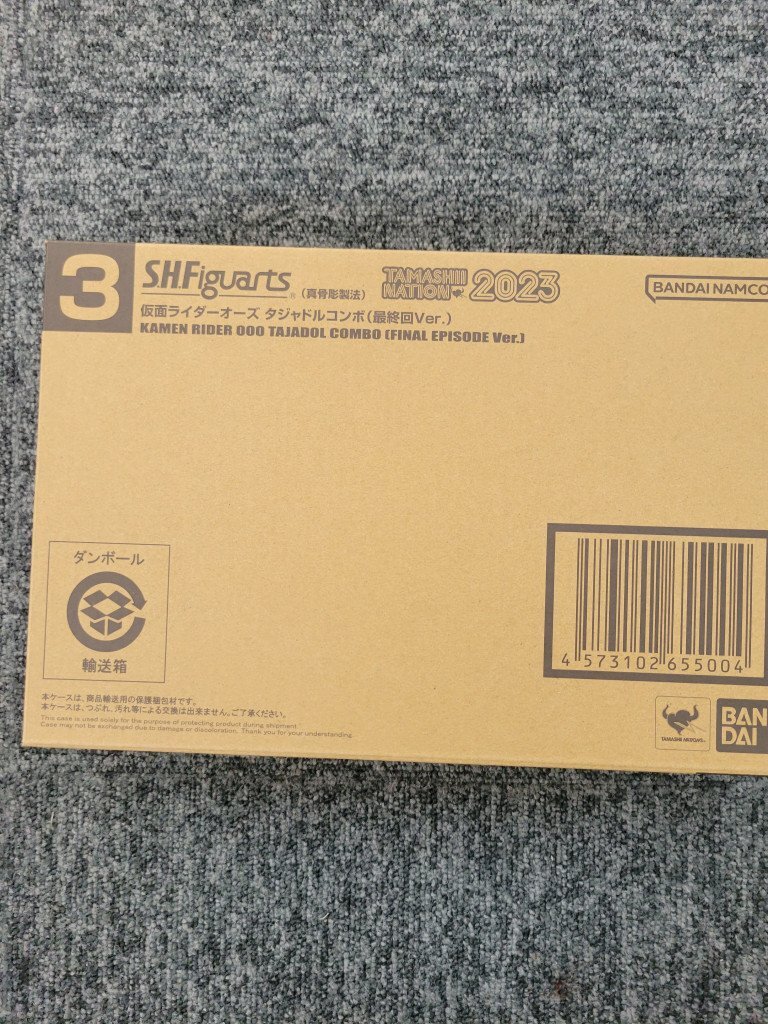 3
S.H.Figuarts® (真骨彫製法) TAMASHII NATION 2023
BANDAI NAMCO
仮面ライダーオーズ タジャドルコンボ(最終回Ver.)
KAMEN RIDER OOO TAJADOL COMBO (FINAL EPISODE Ver.)
ダンボール
輸送箱
4 573102 655004
本ケースは、商品輸送用の保護梱包材です。
本ケースは、つぶれ、汚れ等による交換は出来ません。ご了承ください。
This case is used solely for the purpose of protecting product during shipment.
Case may not be exchanged due to damage or discoloration. Thank you for your understanding.
TAMASHII NATIONS
BAN
DAI